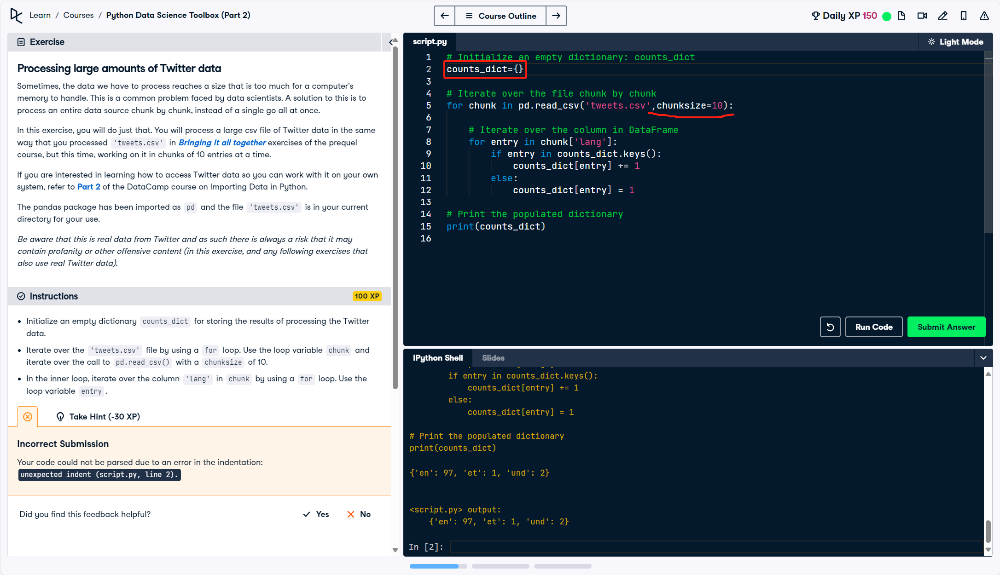 Learn / Courses / Python Data Science Toolbox (Part 2)
Course Outline
Daily XP 150
Exercise
Processing large amounts of Twitter data
Sometimes, the data we have to process reaches a size that is too much for a computer's
memory to handle. This is a common problem faced by data scientists. A solution to this is to
process an entire data source chunk by chunk, instead of a single go all at once.
In this exercise, you will do just that. You will process a large csv file of Twitter data in the same
way that you processed 'tweets.csv' in Bringing it all together exercises of the prequel
course, but this time, working on it in chunks of 10 entries at a time.
If you are interested in learning how to access Twitter data so you can work with it on your own
system, refer to Part 2 of the DataCamp course on Importing Data in Python.
The pandas package has been imported as pd and the file 'tweets.csv' is in your current
directory for your use.
Be aware that this is real data from Twitter and as such there is always a risk that it may
contain profanity or other offensive content (in this exercise, and any following exercises that
also use real Twitter data).
Instructions
100 XP
Initialize an empty dictionary counts_dict for storing the results of processing the Twitter
data.
Iterate over the 'tweets.csv' file by using a for loop. Use the loop variable chunk and
iterate over the call to pd.read_csv() with a chunksize of 10.
In the inner loop, iterate over the column 'lang' in chunk by using a for loop. Use the
loop variable entry.
Take Hint (-30 XP)
Incorrect Submission
Your code could not be parsed due to an error in the indentation:
unexpected indent (script.py, line 2).
Did you find this feedback helpful?
Yes
No
script.py
Light Mode
1 # Initialize an empty dictionary: counts_dict
2 counts_dict={}
3
4 # Iterate over the file chunk by chunk
5 for chunk in pd.read_csv('tweets.csv',chunksize=10):
6
7 # Iterate over the column in DataFrame
8 for entry in chunk['lang']:
9 if entry in counts_dict.keys():
10 counts_dict[entry] += 1
11 else:
12 counts_dict[entry] = 1
13
14 # Print the populated dictionary
15 print(counts_dict)
16
Run Code
Submit Answer
IPython Shell
Slides
if entry in counts_dict.keys():
counts_dict[entry] += 1
else:
counts_dict[entry] = 1
# Print the populated dictionary
print(counts_dict)
{'en': 97, 'et': 1, 'und': 2}
<script.py> output:
{'en': 97, 'et': 1, 'und': 2}
In [2]: